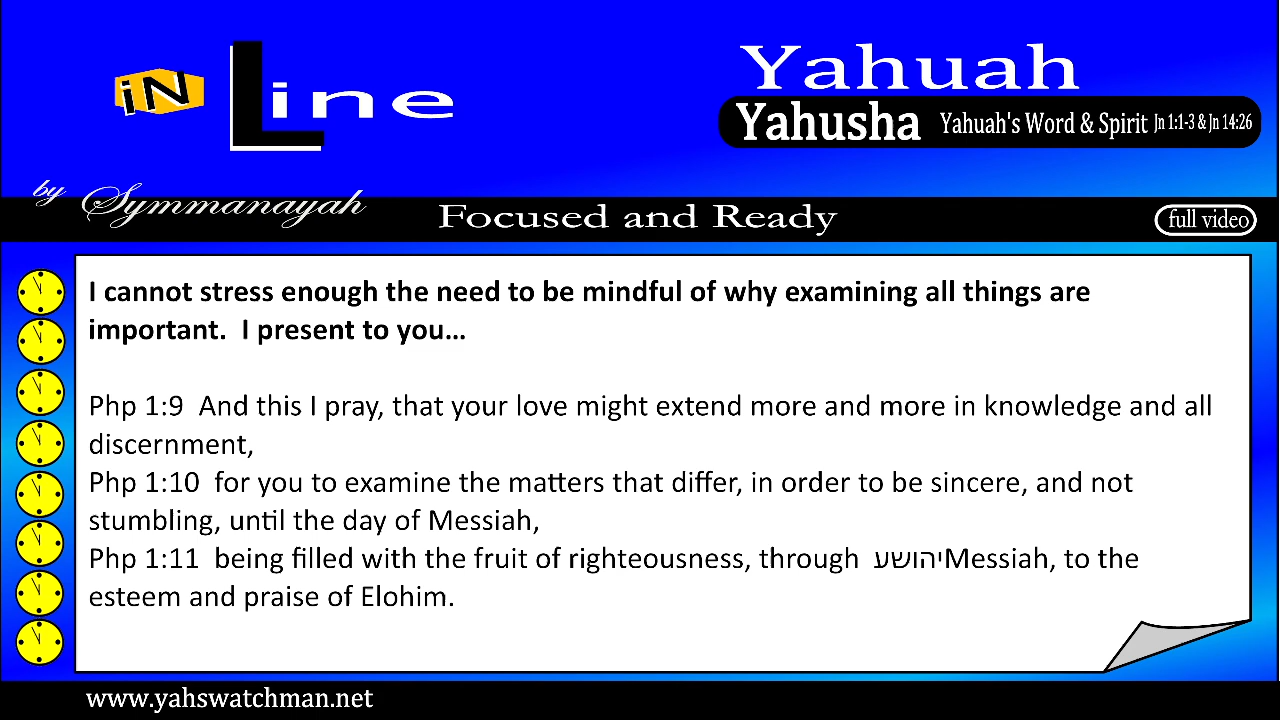 iN Line
Yahuah
Yahusha Yahuah's Word & Spirit Jn 1:1-3 & Jn 14:26
by Symmanayah
Focused and Ready
full video
I cannot stress enough the need to be mindful of why examining all things are
important.  I present to you…
Php 1:9  And this I pray, that your love might extend more and more in knowledge and all
discernment,
Php 1:10  for you to examine the matters that differ, in order to be sincere, and not
stumbling, until the day of Messiah,
Php 1:11  being filled with the fruit of righteousness, through  יהושעMessiah, to the
esteem and praise of Elohim.
www.yahswatchman.net